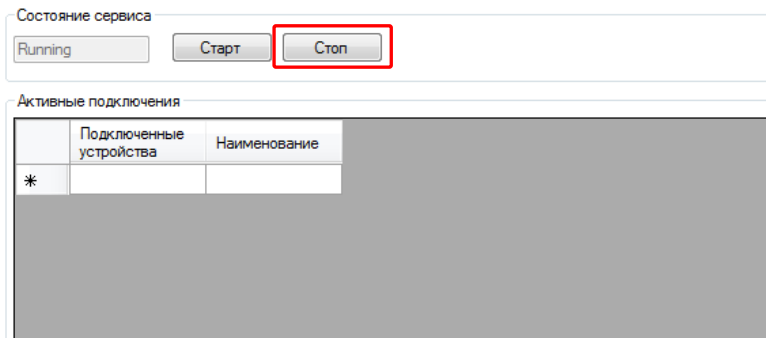 Состояние сервиса
Running
Старт
Стоп
Активные подключения
Подключенные
устройства
Наименование